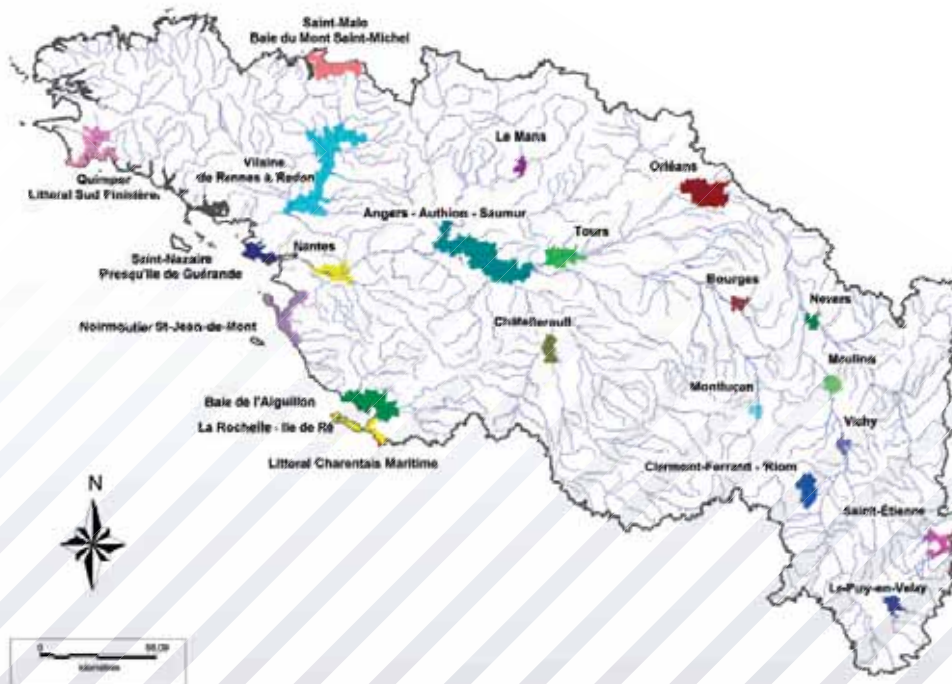 Saint-Malo
Baie du Mont Saint-Michel
Le Mans
Orléans
Vilaine
de Rennes à Redon
Quimper
Littoral Sud Finistère
Angers - Authion - Saumur
Tours
Nantes
Saint-Nazaire
Presqu'île de Guérande
Bourges
Nevers
Noirmoutier St-Jean-de-Mont
Châtellerault
Moulins
Montluçon
Baie de l'Aiguillon
La Rochelle - Ile de Ré
Vichy
Littoral Charentais Maritime
Clermont-Ferrand - Riom
Saint-Étienne
N
Le-Puy-en-Velay
0
kilomètres